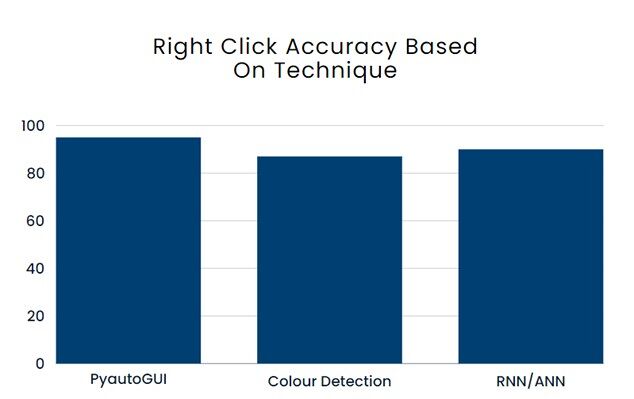 Right Click Accuracy Based
On Technique
100
80
60
40
20
0
PyautoGUI
Colour Detection
RNN/ANN